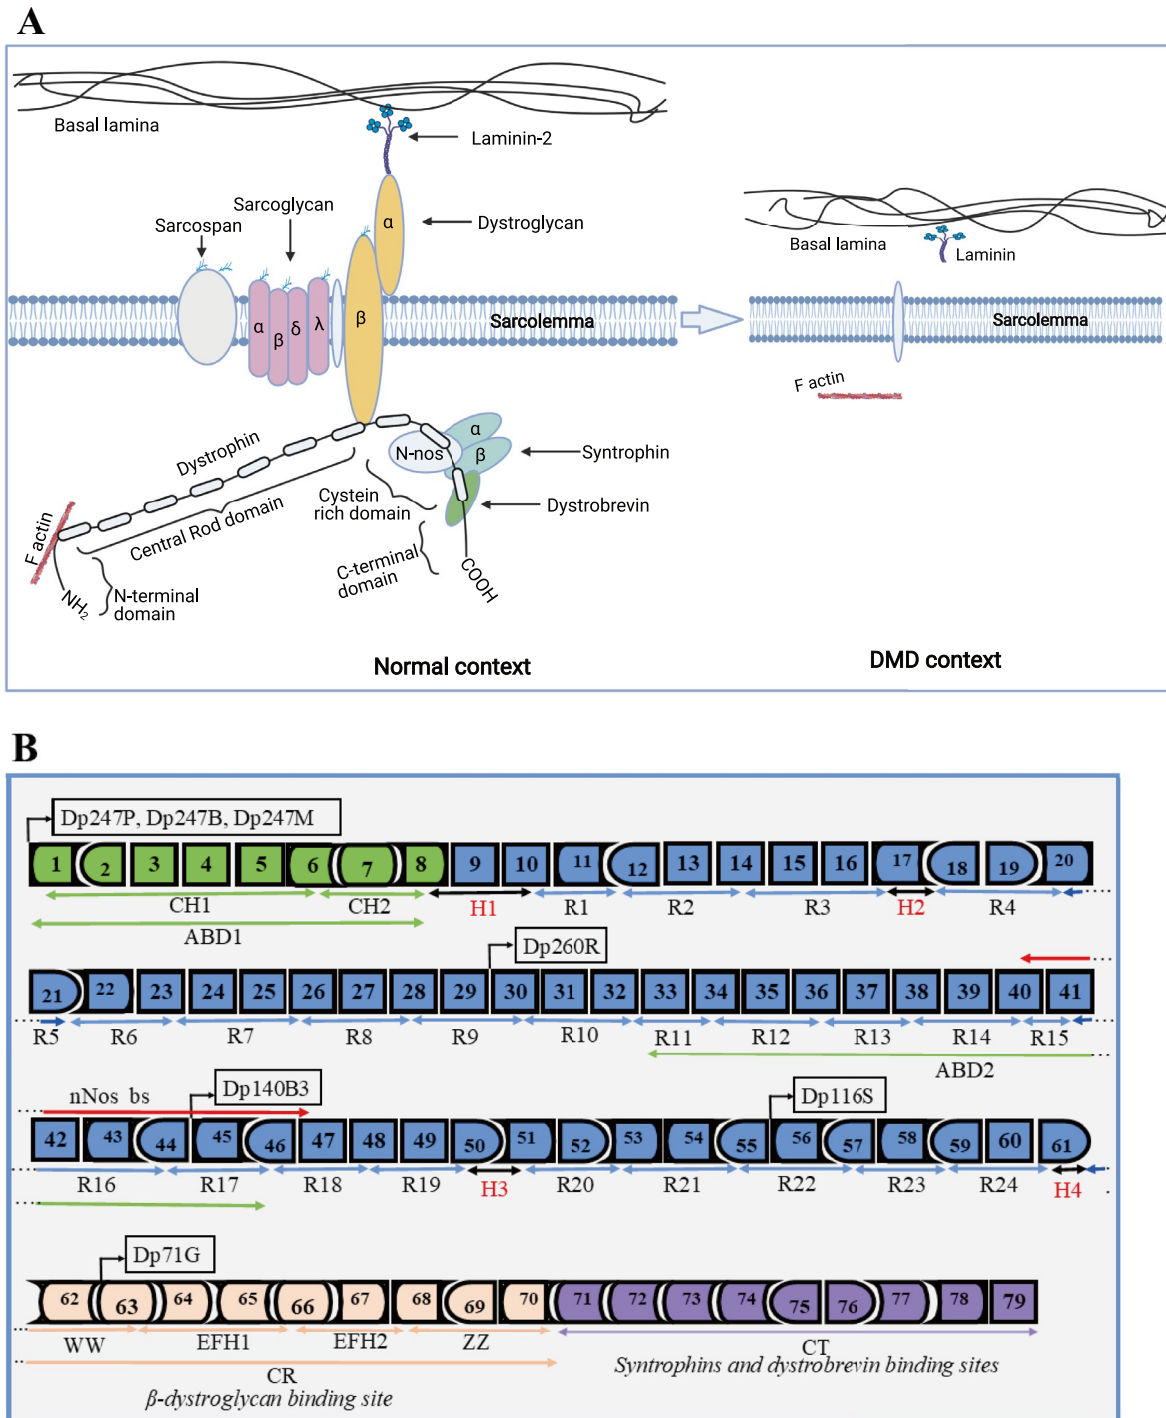 A
Basal lamina
Laminin-2
Sarcoglycan
Sarcospan
α
Dystroglycan
Basal lamina
Laminin
α
β
δ
λ
β
Sarcolemma
Sarcolemma
F actin
Dystrophin
N-nos
α
β
Syntrophin
Cystein
rich domain
Dystrobrevin
Central Rod domain
F actin
C-terminal
domain
COOH
NH2
N-terminal
domain
Normal context
DMD context
B
Dp247P, Dp247B, Dp247M
1 2 3 4 5 6 7 8 9 10 11 12 13 14 15 16 17 18 19 20
CH1 CH2 H1 R1 R2 R3 H2 R4
ABD1
Dp260R
21 22 23 24 25 26 27 28 29 30 31 32 33 34 35 36 37 38 39 40 41
R5 R6 R7 R8 R9 R10 R11 R12 R13 R14 R15
ABD2
nNos bs Dp140B3 Dp116S
42 43 44 45 46 47 48 49 50 51 52 53 54 55 56 57 58 59 60 61
R16 R17 R18 R19 H3 R20 R21 R22 R23 R24 H4
Dp71G
62 63 64 65 66 67 68 69 70 71 72 73 74 75 76 77 78 79
WW EFH1 EFH2 ZZ CT
CR Syntrophins and dystrobrevin binding sites
β-dystroglycan binding site